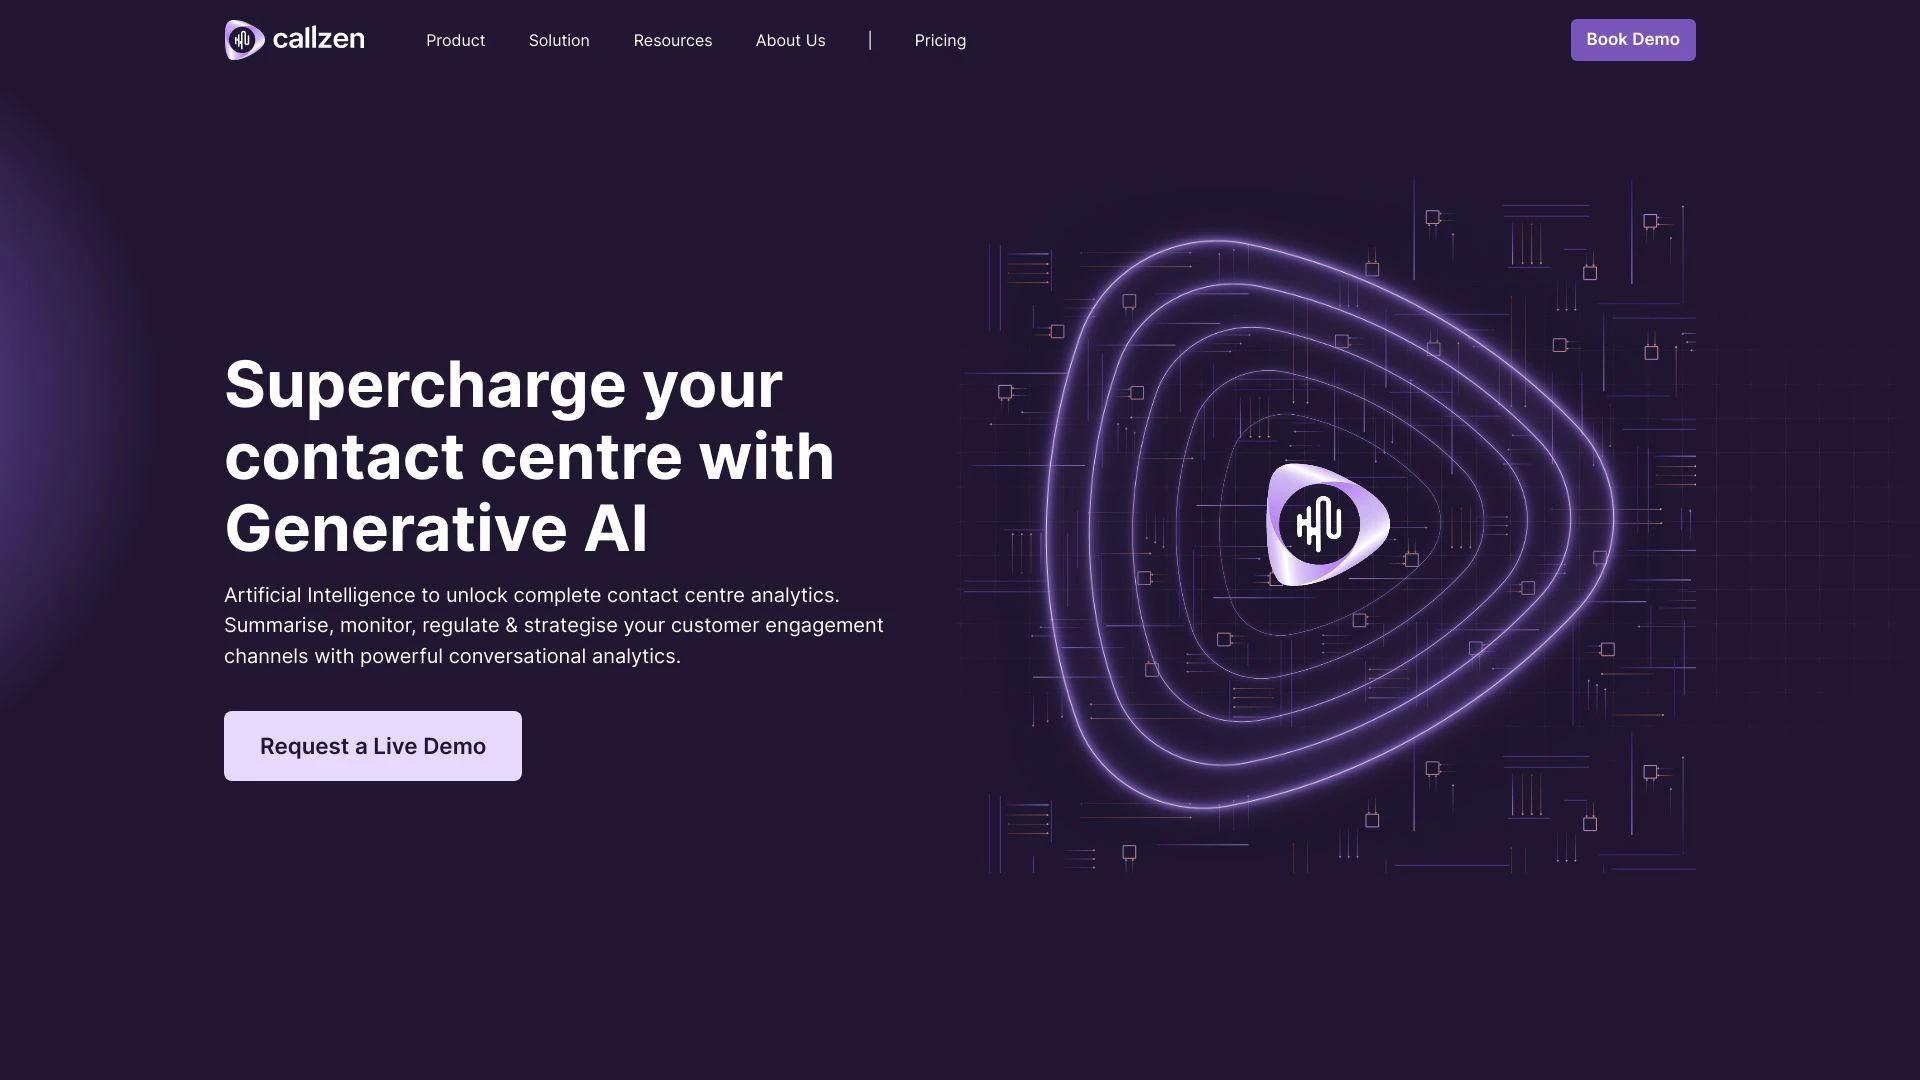 callzen
Product
Solution
Resources
About Us
|
Pricing
Book Demo
Supercharge your
contact centre with
Generative AI
Artificial Intelligence to unlock complete contact centre analytics.
Summarise, monitor, regulate & strategise your customer engagement
channels with powerful conversational analytics.
Request a Live Demo